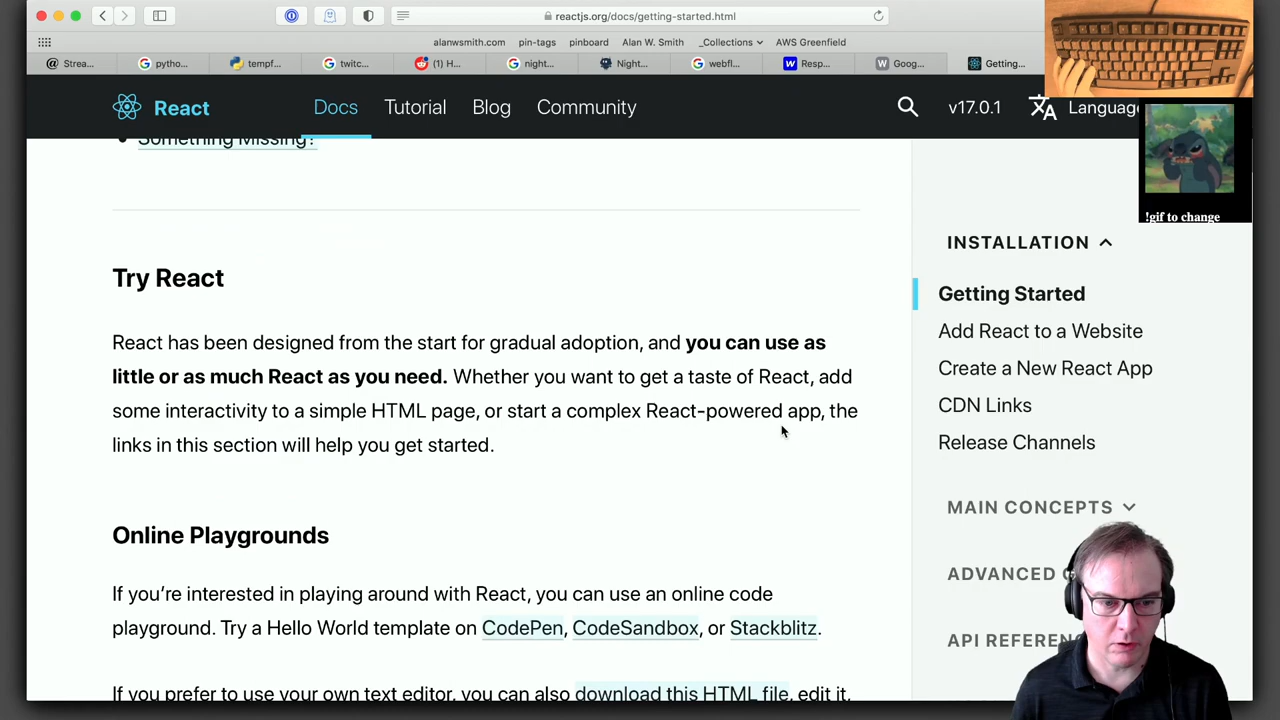 reactjs.org/docs/getting-started.html
alanwsmith.com pin-tags pinboard Alan W. Smith _Collections AWS Greenfield
@ Strea... pytho... tempf... twitc... (1) H... night... Night... webfl... Resp... Goog... Getting...
React Docs Tutorial Blog Community v17.0.1 Language
Something Missing?
!gif to change
Try React
React has been designed from the start for gradual adoption, and you can use as
little or as much React as you need. Whether you want to get a taste of React, add
some interactivity to a simple HTML page, or start a complex React-powered app, the
links in this section will help you get started.
Online Playgrounds
If you’re interested in playing around with React, you can use an online code
playground. Try a Hello World template on CodePen, CodeSandbox, or Stackblitz.
If you prefer to use your own text editor, you can also download this HTML file, edit it,
INSTALLATION
Getting Started
Add React to a Website
Create a New React App
CDN Links
Release Channels
MAIN CONCEPTS
ADVANCED
API REFEREN